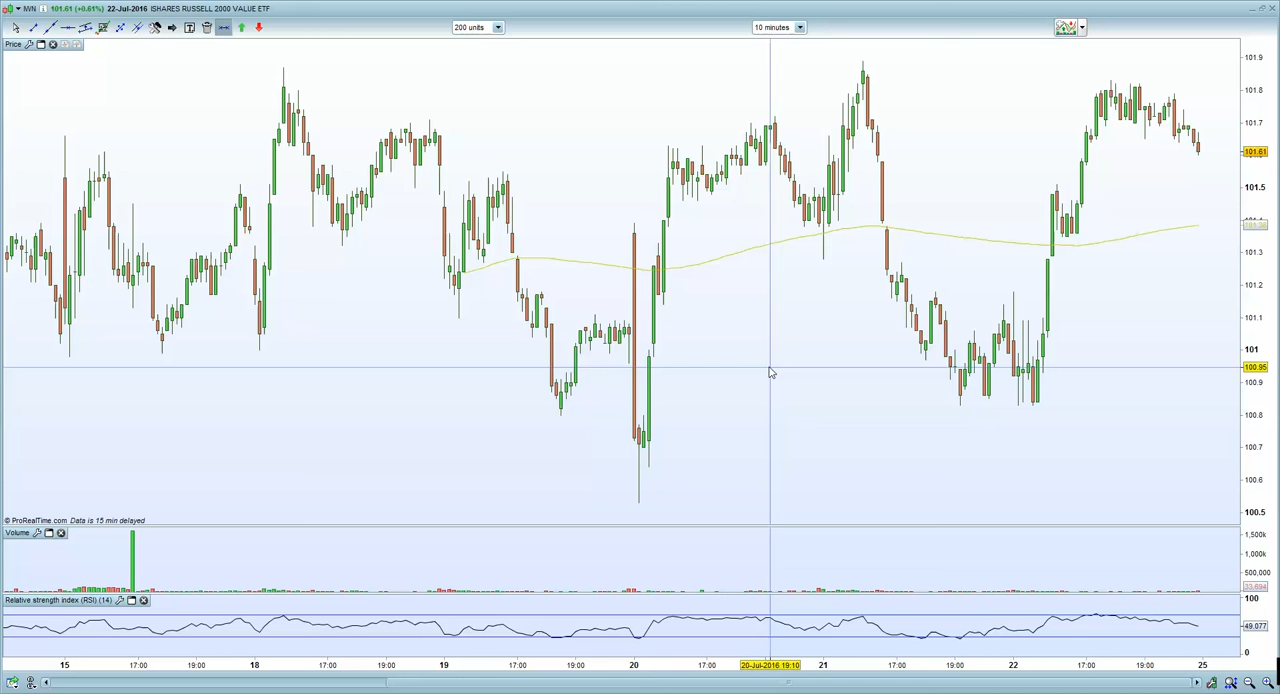 IWN 101.61 (+0.61%) 22-Jul-2016 ISHARES RUSSELL 2000 VALUE ETF
200 units
10 minutes
Price
101.9
101.8
101.7
101.61
101.5
101.3
101.2
101.1
101
100.95
100.9
100.8
100.7
100.6
100.5
© ProRealTime.com Data is 15 min delayed
Volume
1,500k
1,000k
500,000
33,694
Relative strength index (RSI) (14)
100
49.077
0
15 17:00 19:00 18 17:00 19:00 19 17:00 19:00 20 17:00 20-Jul-2016 19:10 21 17:00 19:00 22 17:00 19:00 25